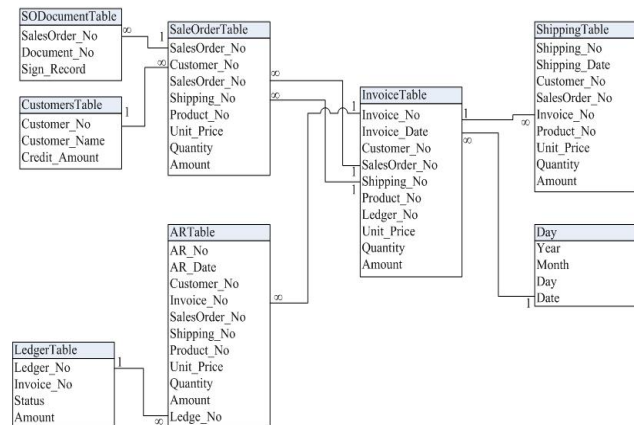 SODocumentTable
SalesOrder_No
Document_No
Sign_Record
∞
1
CustomersTable
Customer_No
Customer_Name
Credit_Amount
1
∞
SaleOrderTable
SalesOrder_No
Customer_No
SalesOrder_No
Shipping_No
Product_No
Unit_Price
Quantity
Amount
∞
∞
InvoiceTable
Invoice_No
Invoice_Date
Customer_No
SalesOrder_No
Shipping_No
Product_No
Ledger_No
Unit_Price
Quantity
Amount
1
1
1
1
∞
ShippingTable
Shipping_No
Shipping_Date
Customer_No
SalesOrder_No
Invoice_No
Product_No
Unit_Price
Quantity
Amount
∞
ARTable
AR_No
AR_Date
Customer_No
Invoice_No
SalesOrder_No
Shipping_No
Product_No
Unit_Price
Quantity
Amount
Ledge_No
∞
Day
Year
Month
Day
Date
1
LedgerTable
Ledger_No
Invoice_No
Status
Amount
1
∞